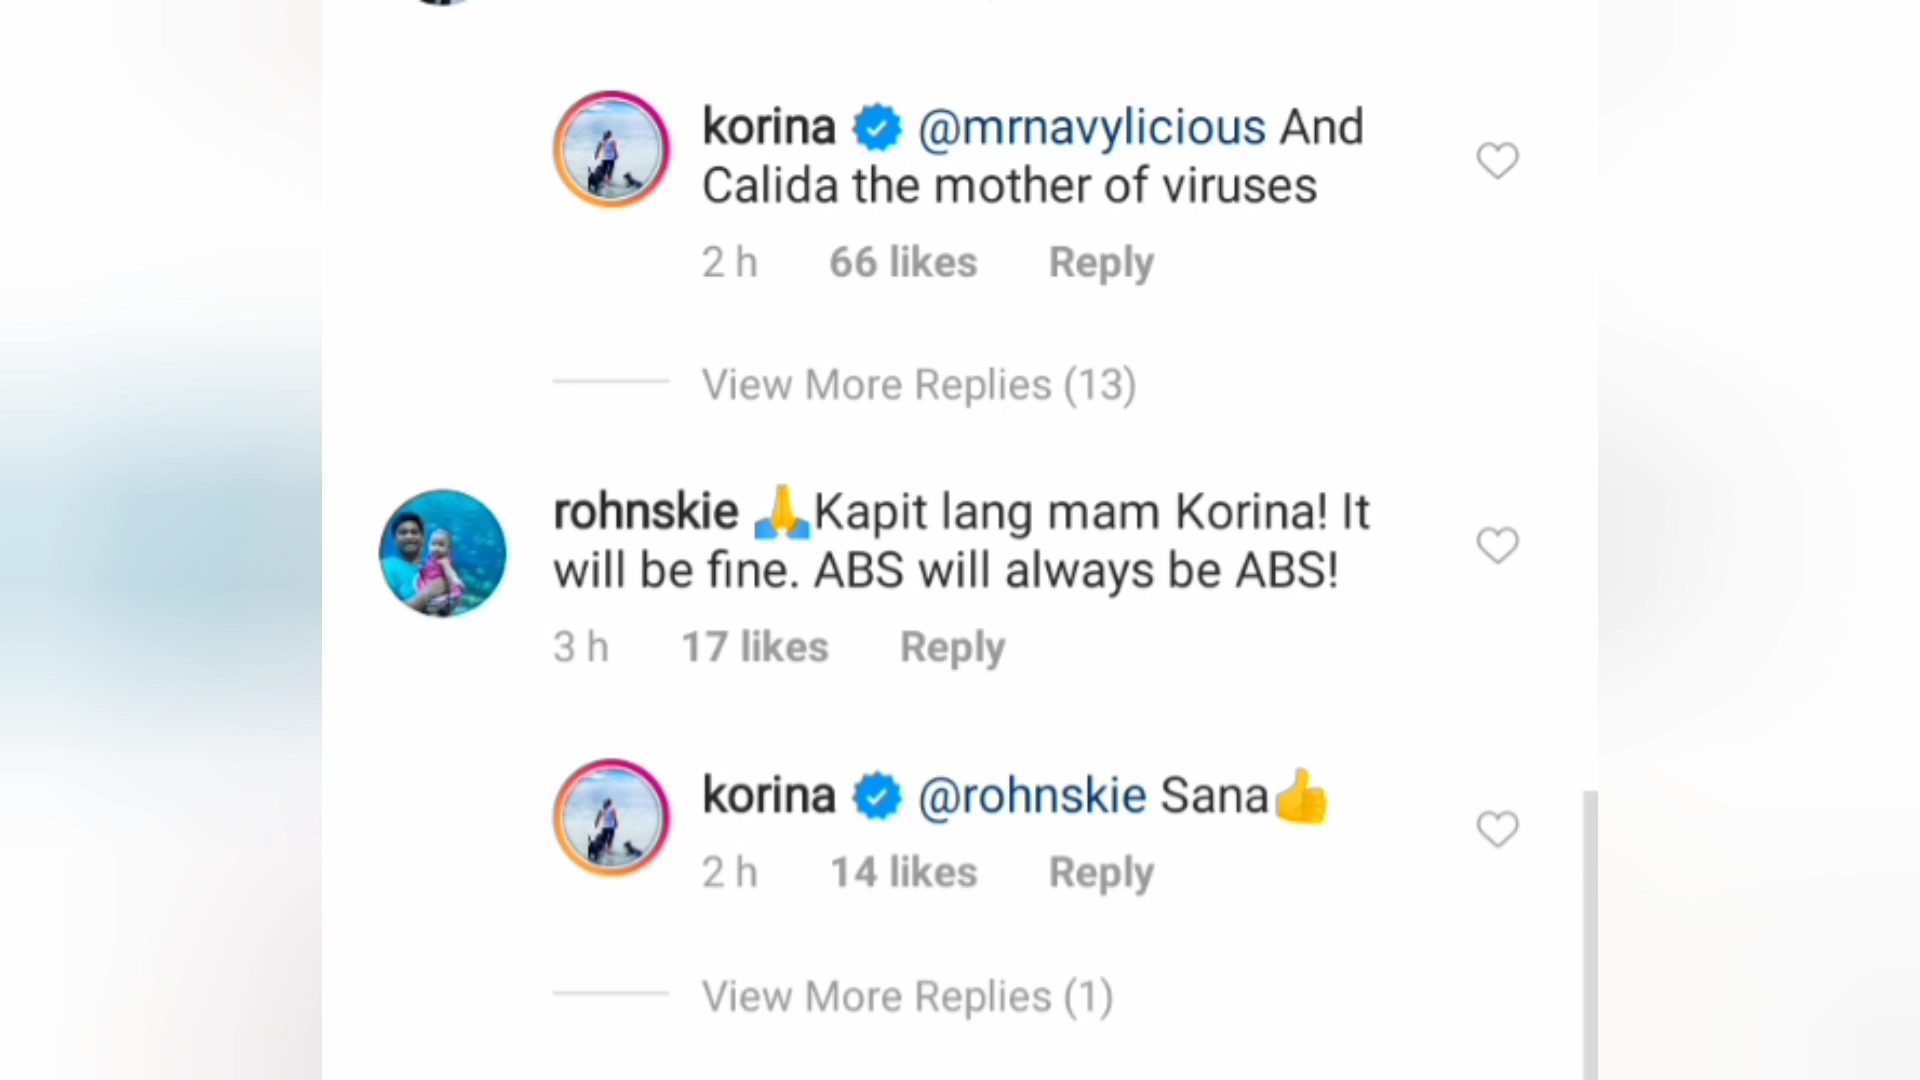 korina @mrnavylicious And
Calida the mother of viruses
2 h 66 likes Reply
View More Replies (13)
rohnskie 🙏Kapit lang mam Korina! It
will be fine. ABS will always be ABS!
3 h 17 likes Reply
korina @rohnskie Sana👍
2 h 14 likes Reply
View More Replies (1)